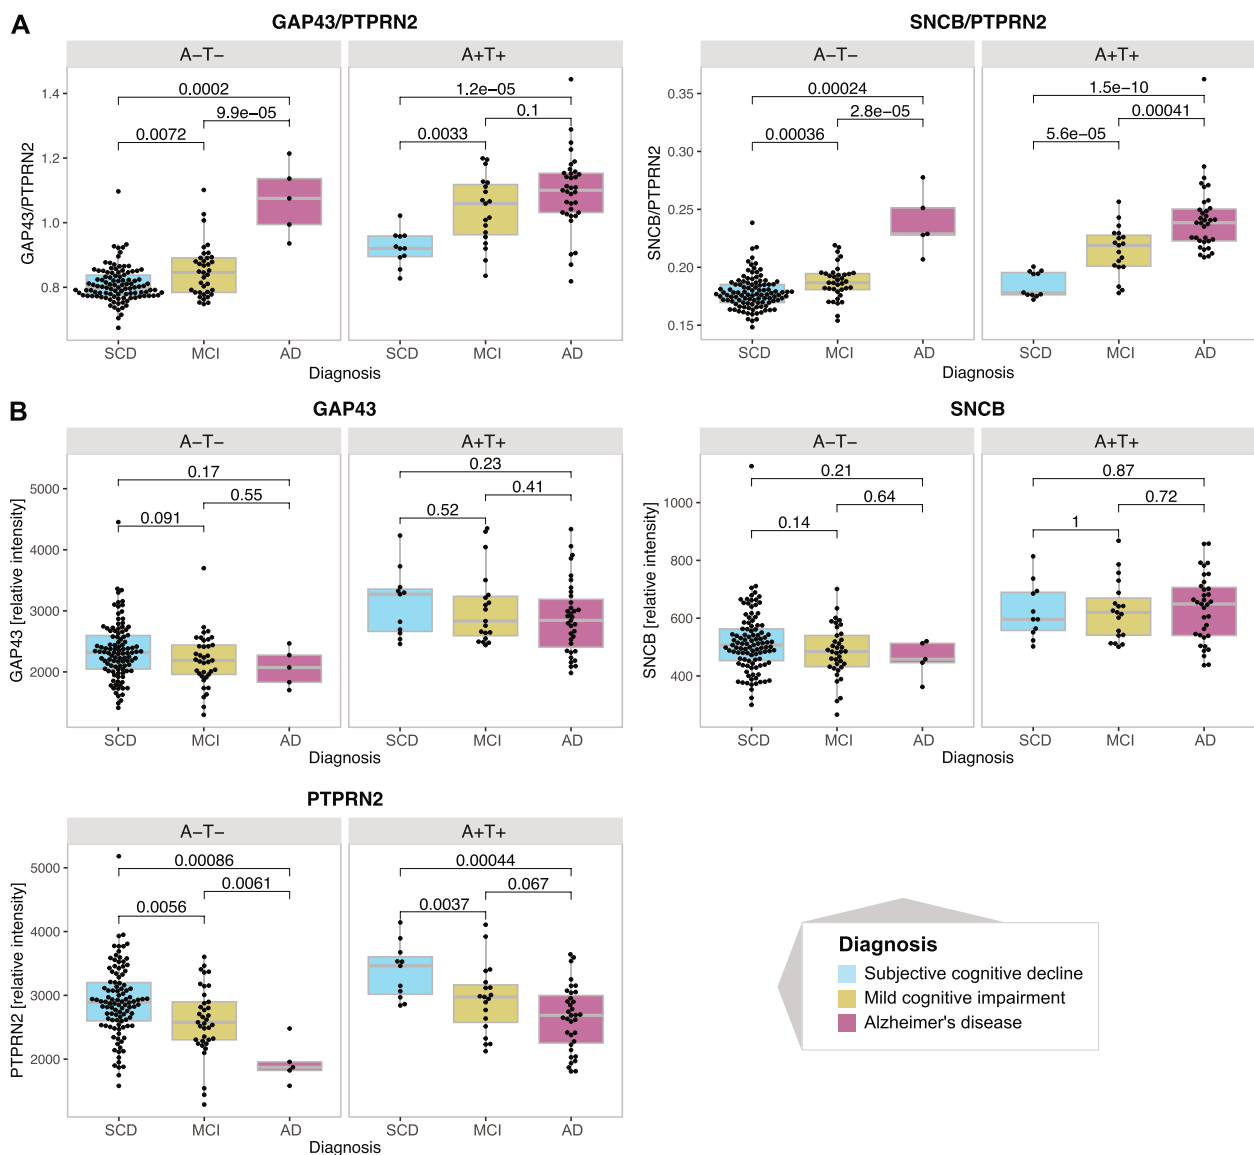 A
GAP43/PTPRN2
A−T−
A+T+
GAP43/PTPRN2
1.4
1.2
1.0
0.8
0.0002
9.9e−05
0.0072
1.2e−05
0.1
0.0033
SCD
MCI
AD
SCD
MCI
AD
Diagnosis
SNCB/PTPRN2
A−T−
A+T+
SNCB/PTPRN2
0.35
0.30
0.25
0.20
0.15
0.00024
2.8e−05
0.00036
1.5e−10
0.00041
5.6e−05
SCD
MCI
AD
SCD
MCI
AD
Diagnosis
B
GAP43
A−T−
A+T+
GAP43 [relative intensity]
5000
4000
3000
2000
0.17
0.55
0.091
0.23
0.41
0.52
SCD
MCI
AD
SCD
MCI
AD
Diagnosis
SNCB
A−T−
A+T+
SNCB [relative intensity]
1000
800
600
400
0.21
0.64
0.14
0.87
0.72
1
SCD
MCI
AD
SCD
MCI
AD
Diagnosis
PTPRN2
A−T−
A+T+
PTPRN2 [relative intensity]
5000
4000
3000
2000
0.00086
0.0061
0.0056
0.00044
0.067
0.0037
SCD
MCI
AD
SCD
MCI
AD
Diagnosis
Diagnosis
Subjective cognitive decline
Mild cognitive impairment
Alzheimer's disease